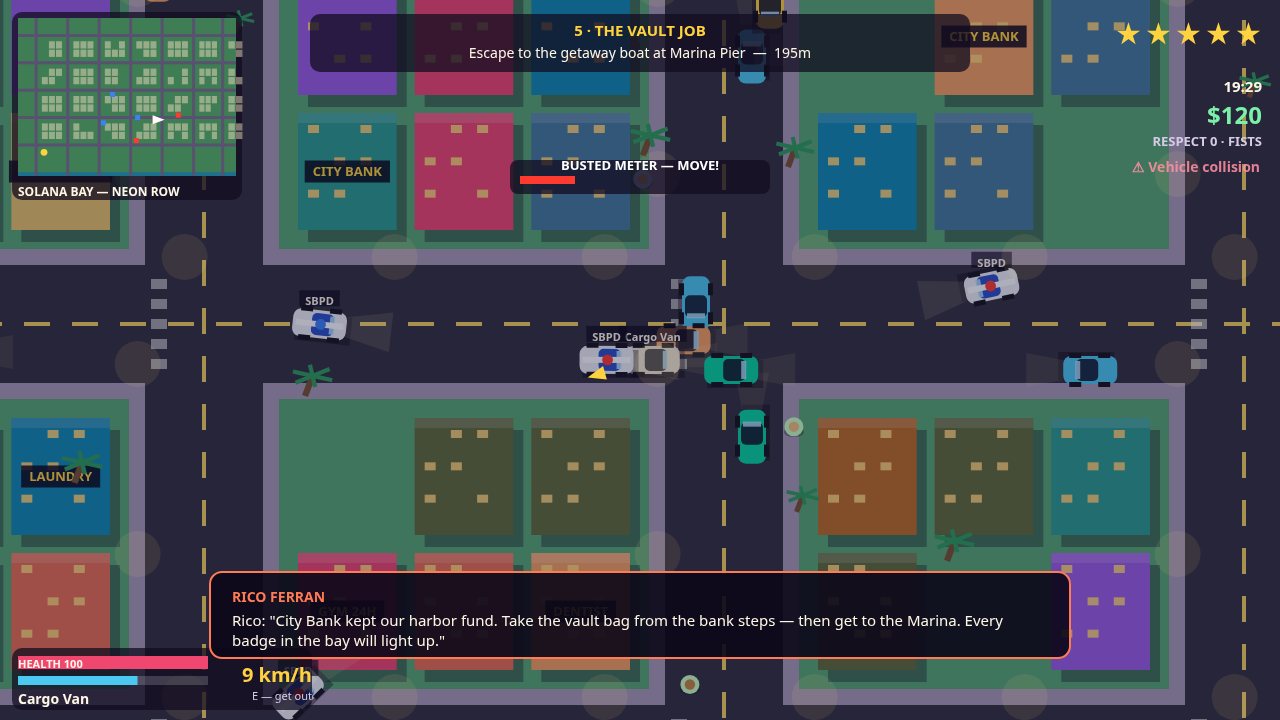 5 · THE VAULT JOB
Escape to the getaway boat at Marina Pier — 195m
CITY BANK
19:29
$120
RESPECT 0 · FISTS
⚠ Vehicle collision
SOLANA BAY — NEON ROW
CITY BANK
BUSTED METER — MOVE!
SBPD
SBPD
SBPD
Cargo Van
LAUNDRY
RICO FERRAN
GYM 24H
DENTIST
Rico: "City Bank kept our harbor fund. Take the vault bag from the bank steps — then get to the Marina. Every
badge in the bay will light up."
HEALTH 100
9 km/h
E — get out
Cargo Van